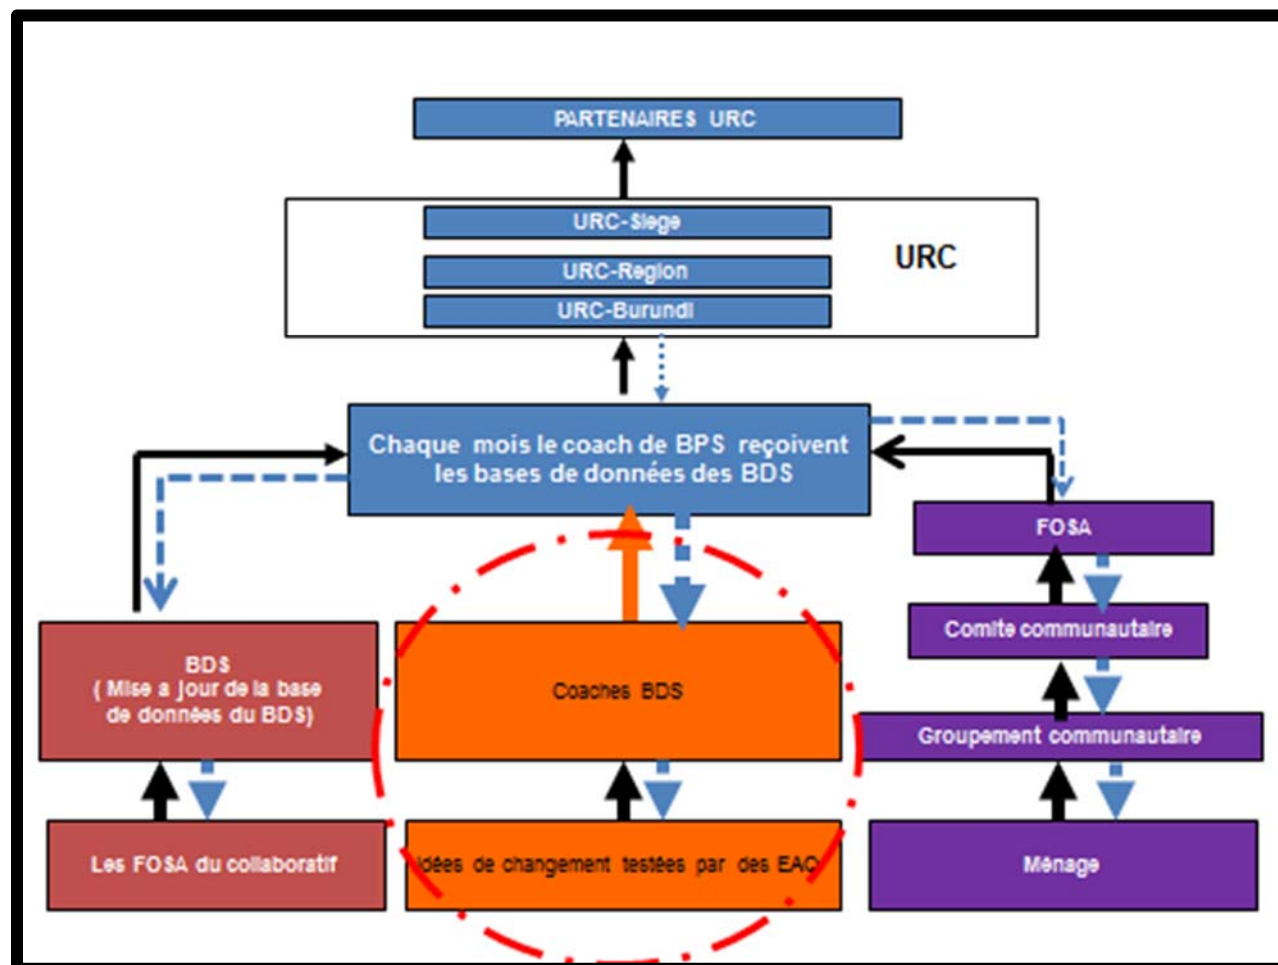 PARTENAIRES URC
URC-Siege
URC
URC-Region
URC-Burundi
Chaque mois le coach de BPS reçoivent
les bases de données des BDS
FOSA
Comite communautaire
BDS
( Mise a jour de la base
de données du BDS)
Coaches BDS
Groupement communautaire
Les FOSA du collaboratif
Idées de changement testées par des EAQ
Ménage